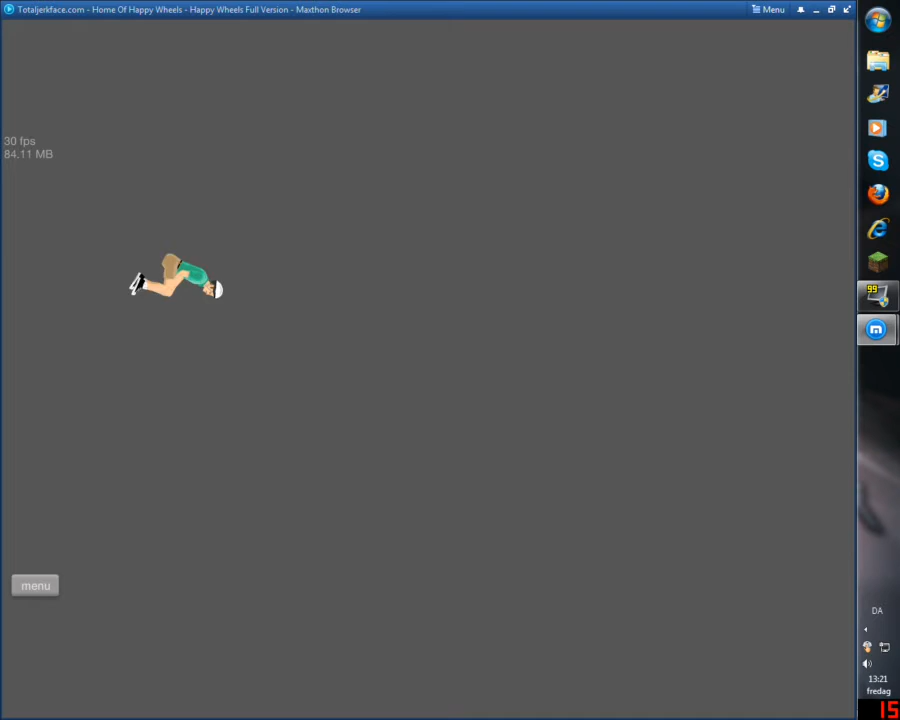 Totaljerkface.com - Home Of Happy Wheels - Happy Wheels Full Version - Maxthon Browser
Menu
30 fps
84.11 MB
99
menu
DA
13:21
fredag
15